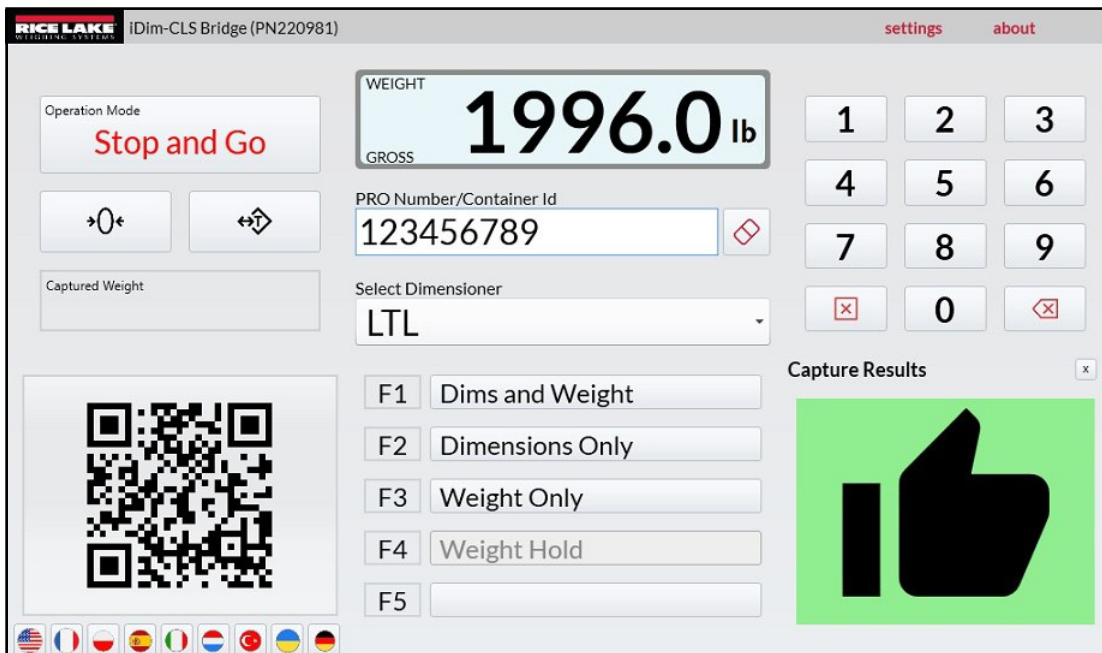 RICE LAKE
WEIGHING SYSTEMS
iDim-CLS Bridge (PN220981)
settings
about
Operation Mode
Stop and Go
WEIGHT
1996.0 lb
GROSS
1 2 3
4 5 6
7 8 9
0
→0←
T
PRO Number/Container Id
123456789
Captured Weight
Select Dimensioner
LTL
F1 Dims and Weight
F2 Dimensions Only
F3 Weight Only
F4 Weight Hold
F5
Capture Results
x